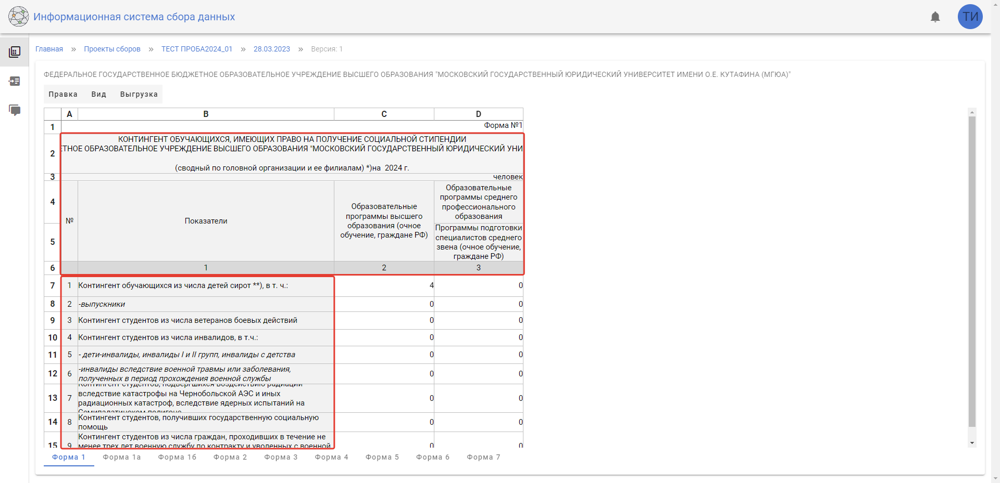 Информационная система сбора данных
ТИ
Главная » Проекты сборов » ТЕСТ ПРОБА2024_01 » 28.03.2023 » Версия: 1
ФЕДЕРАЛЬНОЕ ГОСУДАРСТВЕННОЕ БЮДЖЕТНОЕ ОБРАЗОВАТЕЛЬНОЕ УЧРЕЖДЕНИЕ ВЫСШЕГО ОБРАЗОВАНИЯ "МОСКОВСКИЙ ГОСУДАРСТВЕННЫЙ ЮРИДИЧЕСКИЙ УНИВЕРСИТЕТ ИМЕНИ О.Е. КУТАФИНА (МГЮА)"
Правка Вид Выгрузка
A B C D
1 Форма №1
2
КОНТИНГЕНТ ОБУЧАЮЩИХСЯ, ИМЕЮЩИХ ПРАВО НА ПОЛУЧЕНИЕ СОЦИАЛЬНОЙ СТИПЕНДИИ
ЕТНОЕ ОБРАЗОВАТЕЛЬНОЕ УЧРЕЖДЕНИЕ ВЫСШЕГО ОБРАЗОВАНИЯ "МОСКОВСКИЙ ГОСУДАРСТВЕННЫЙ ЮРИДИЧЕСКИЙ УНИ
(сводный по головной организации и ее филиалам) *)на 2024 г.
3 человек
4
5
№
Показатели
Образовательные
программы высшего
образования (очное
обучение, граждане РФ)
Образовательные
программы среднего
профессионального
образования
Программы подготовки
специалистов среднего
звена (очное обучение,
граждане РФ)
6 1 2 3
7 1 Контингент обучающихся из числа детей сирот **), в т. ч.: 4 0
8 2 -выпускники 0 0
9 3 Контингент студентов из числа ветеранов боевых действий 0 0
10 4 Контингент студентов из числа инвалидов, в т.ч.: 0 0
11 5 - дети-инвалиды, инвалиды I и II групп, инвалиды с детства 0 0
12 6 -инвалиды вследствие военной травмы или заболевания,
полученных в период прохождения военной службы 0 0
Контингент студентов, подвергшихся воздействию радиации
вследствие катастрофы на Чернобольской АЭС и иных
13 7 радиационных катастроф, вследствие ядерных испытаний на 0 0
Семипалатинском полигоне
14 8 Контингент студентов, получивших государственную социальную
помощь 0 0
Контингент студентов из числа граждан, проходивших в течение не
15 9 менее трех лет военную службу по контракту и уволенных с военной 0 0
Форма 1 Форма 1а Форма 1б Форма 2 Форма 3 Форма 4 Форма 5 Форма 6 Форма 7